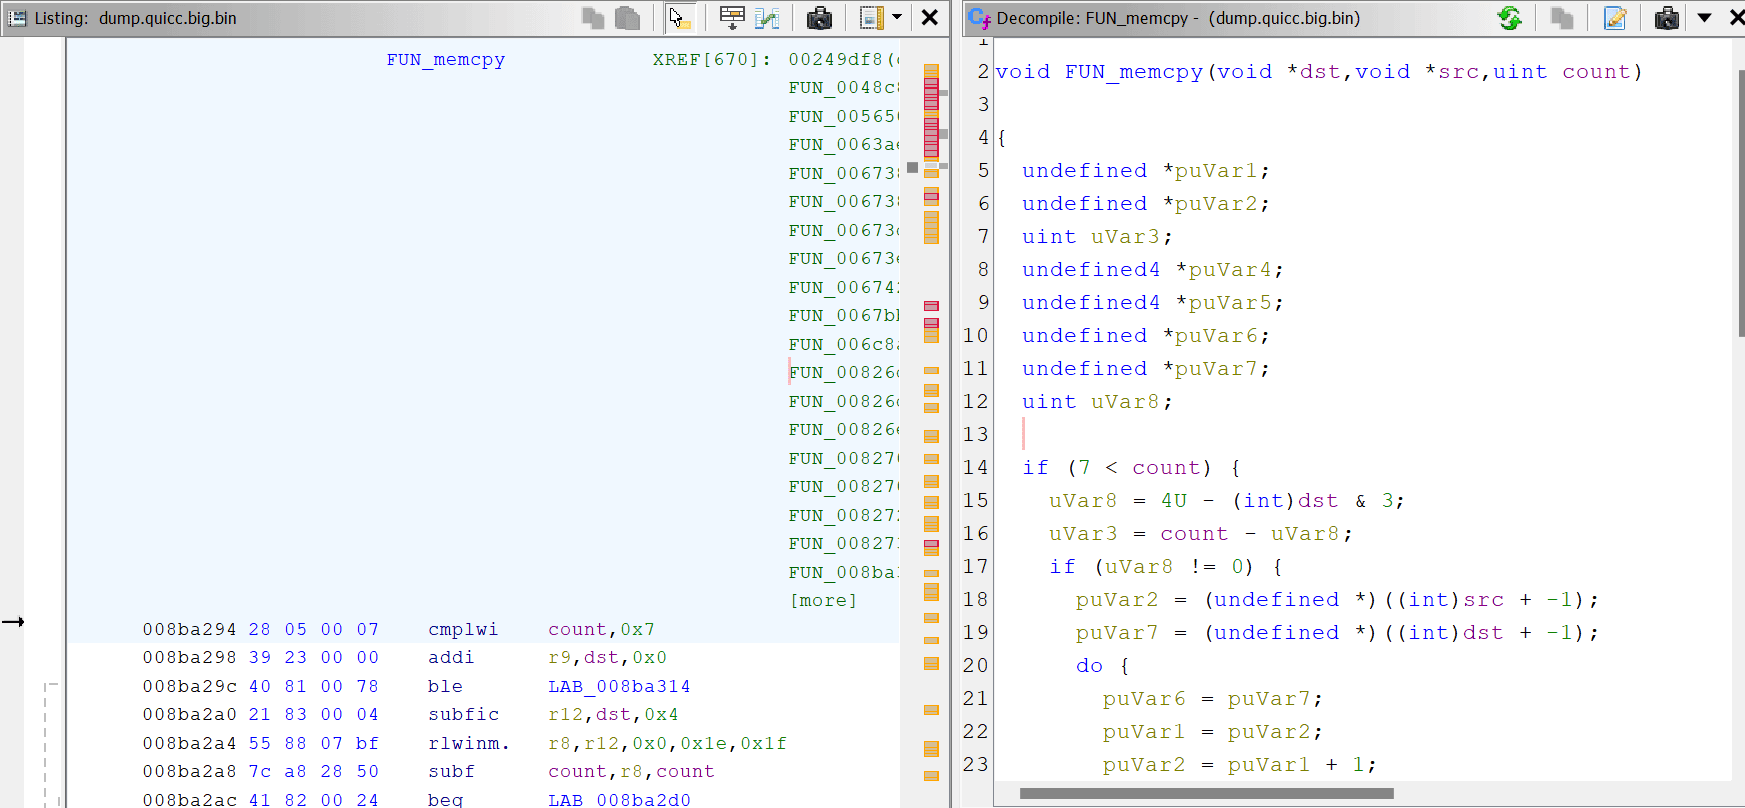 Listing: dump.quicc.big.bin
FUN_memcpy XREF[670]: 00249df8(
FUN_0048c
FUN_00565
FUN_0063a
FUN_00673
FUN_00673
FUN_00673
FUN_00673
FUN_00674
FUN_0067b
FUN_006c8
FUN_00826
FUN_00826
FUN_00826
FUN_00827
FUN_00827
FUN_00827
FUN_00827
FUN_008ba
[more]
008ba294 28 05 00 07 cmplwi count,0x7
008ba298 39 23 00 00 addi r9,dst,0x0
008ba29c 40 81 00 78 ble LAB_008ba314
008ba2a0 21 83 00 04 subfic r12,dst,0x4
008ba2a4 55 88 07 bf rlwinm. r8,r12,0x0,0x1e,0x1f
008ba2a8 7c a8 28 50 subf count,r8,count
008ba2ac 41 82 00 24 beq LAB_008ba2d0
Decompile: FUN_memcpy - (dump.quicc.big.bin)
1
2 void FUN_memcpy(void *dst,void *src,uint count)
3
4 {
5 undefined *puVar1;
6 undefined *puVar2;
7 uint uVar3;
8 undefined4 *puVar4;
9 undefined4 *puVar5;
10 undefined *puVar6;
11 undefined *puVar7;
12 uint uVar8;
13
14 if (7 < count) {
15 uVar8 = 4U - (int)dst & 3;
16 uVar3 = count - uVar8;
17 if (uVar8 != 0) {
18 puVar2 = (undefined *)((int)src + -1);
19 puVar7 = (undefined *)((int)dst + -1);
20 do {
21 puVar6 = puVar7;
22 puVar1 = puVar2;
23 puVar2 = puVar1 + 1;